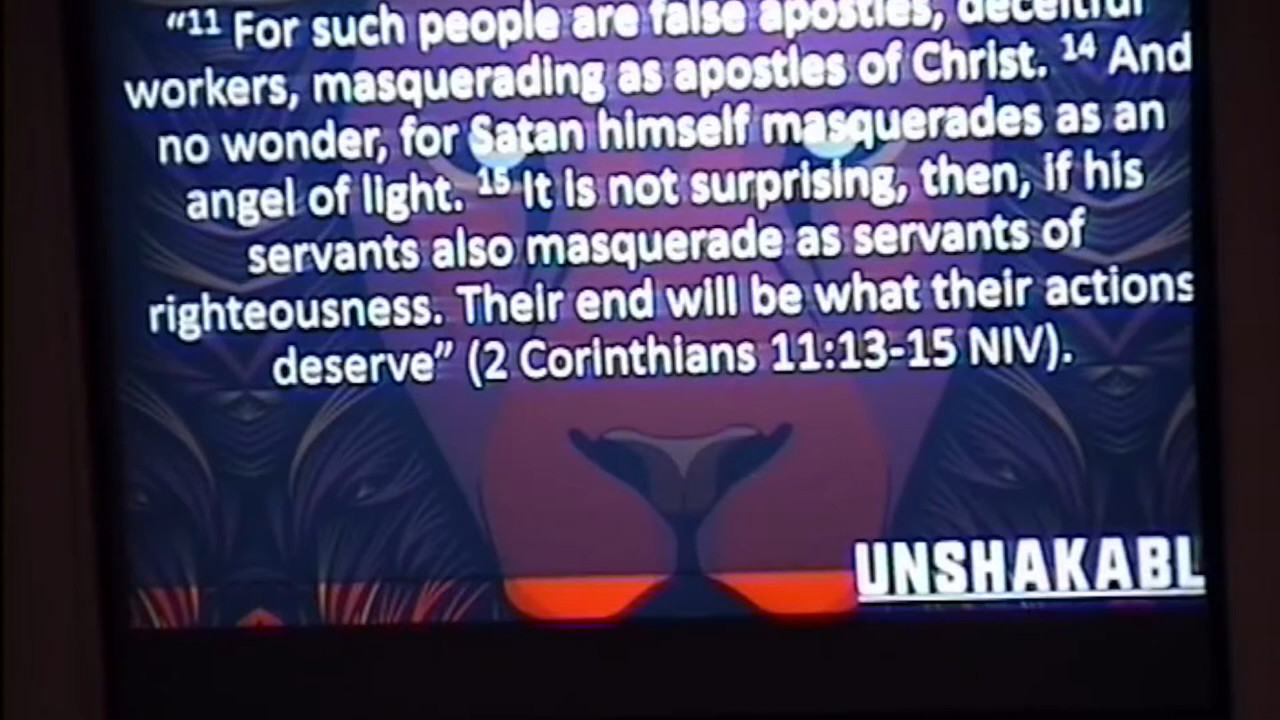 “11 For such people are false apostles, deceitful
workers, masquerading as apostles of Christ. 14 And
no wonder, for Satan himself masquerades as an
angel of light. 15 It is not surprising, then, if his
servants also masquerade as servants of
righteousness. Their end will be what their actions
deserve” (2 Corinthians 11:13-15 NIV).
UNSHAKABL